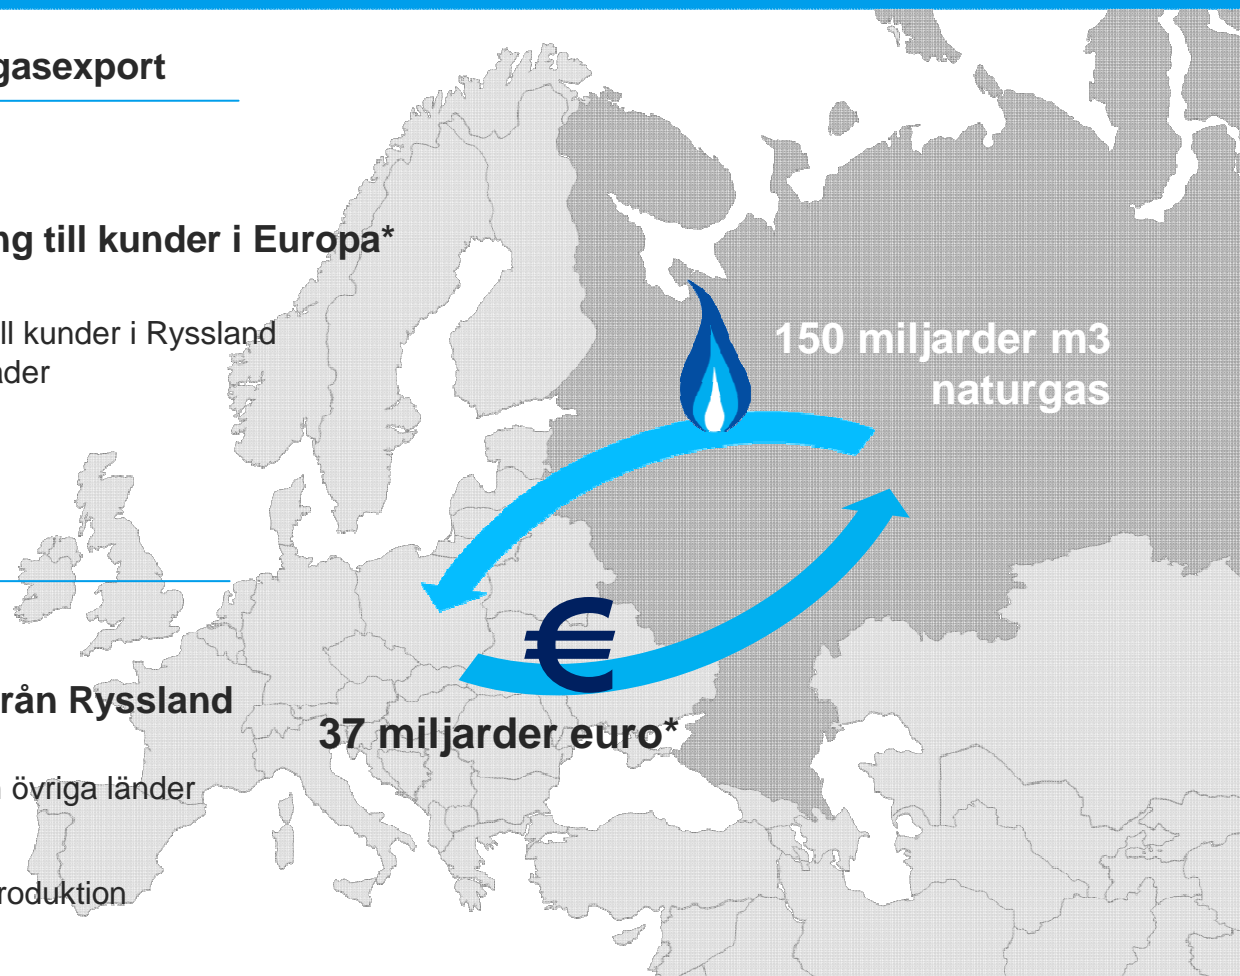 gasexport
ng till kunder i Europa*
ll kunder i Ryssland
ader
150 miljarder m3
naturgas
€
från Ryssland
37 miljarder euro*
n övriga länder
roduktion